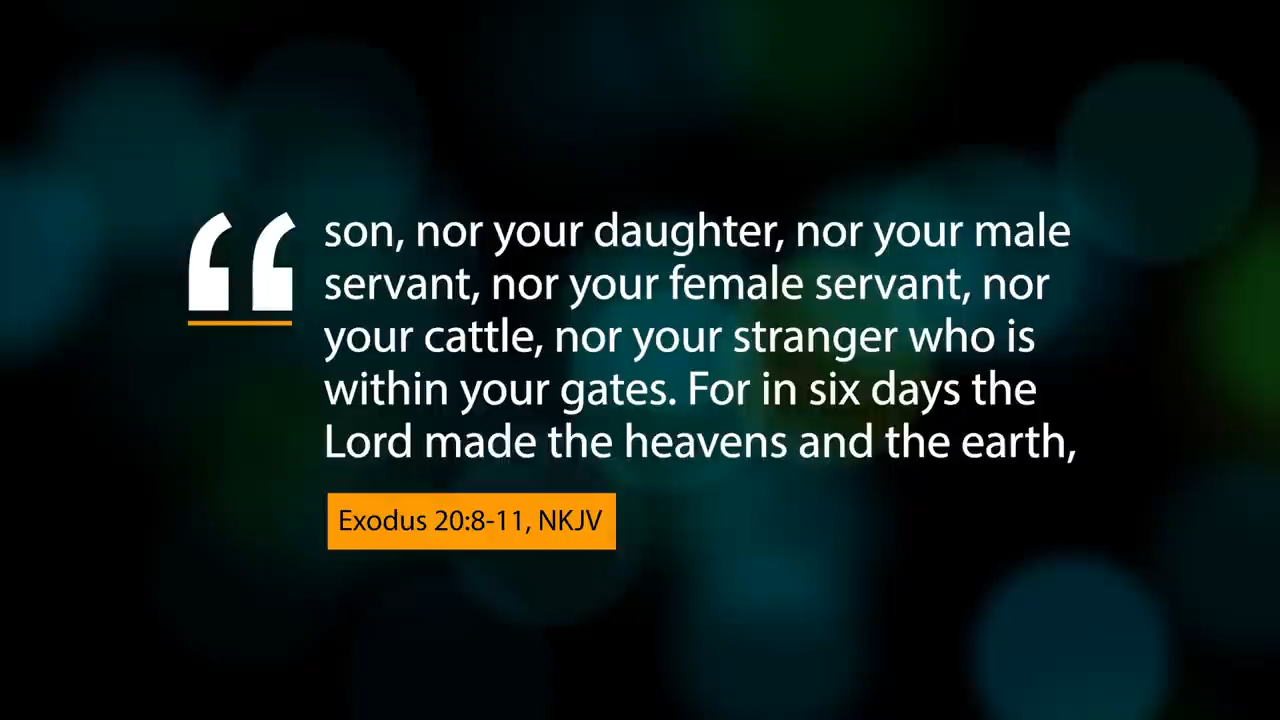 son, nor your daughter, nor your male
servant, nor your female servant, nor
your cattle, nor your stranger who is
within your gates. For in six days the
Lord made the heavens and the earth,
Exodus 20:8-11, NKJV